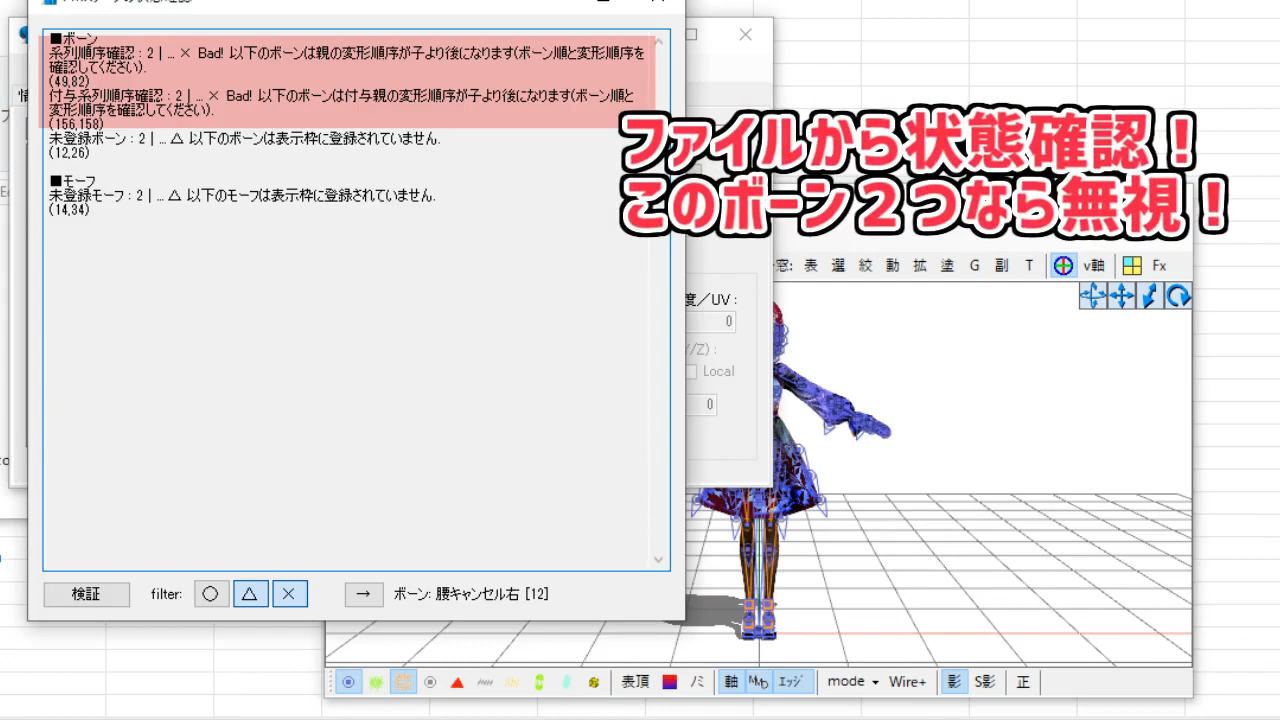 ■ボーン
系列順序確認 : 2 | ... × Bad! 以下のボーンは親の変形順序が子より後になります(ボーン順と変形順序を
確認してください).
(49,82)
付与系列順序確認 : 2 | ... × Bad! 以下のボーンは付与親の変形順序が子より後になります(ボーン順と
変形順序を確認してください).
(156,158)
未登録ボーン : 2 | ... △ 以下のボーンは表示枠に登録されていません.
(12,26)
■モーフ
未登録モーフ : 2 | ... △ 以下のモーフは表示枠に登録されていません.
(14,34)
ファイルから状態確認！
このボーン２つなら無視！
窓: 表 選 絞 動 拡 塗 G 副 T v軸 Fx
度／UV :
0
Y/Z) :
Local
0
検証 filter: ○ △ × → ボーン: 腰キャンセル右 [12]
表頂 軸 MMD エッジ mode Wire+ 影 S影 正